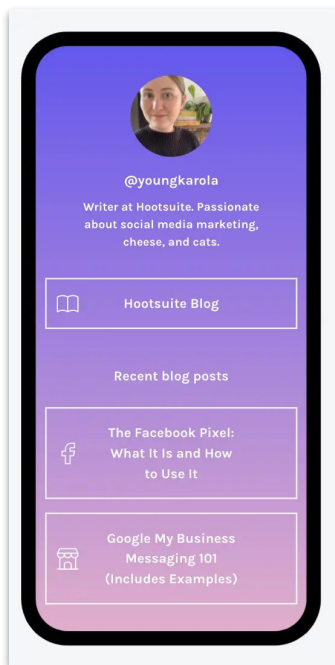 @youngkarola
Writer at Hootsuite. Passionate
about social media marketing,
cheese, and cats.
Hootsuite Blog
Recent blog posts
The Facebook Pixel:
What It Is and How
to Use It
Google My Business
Messaging 101
(Includes Examples)